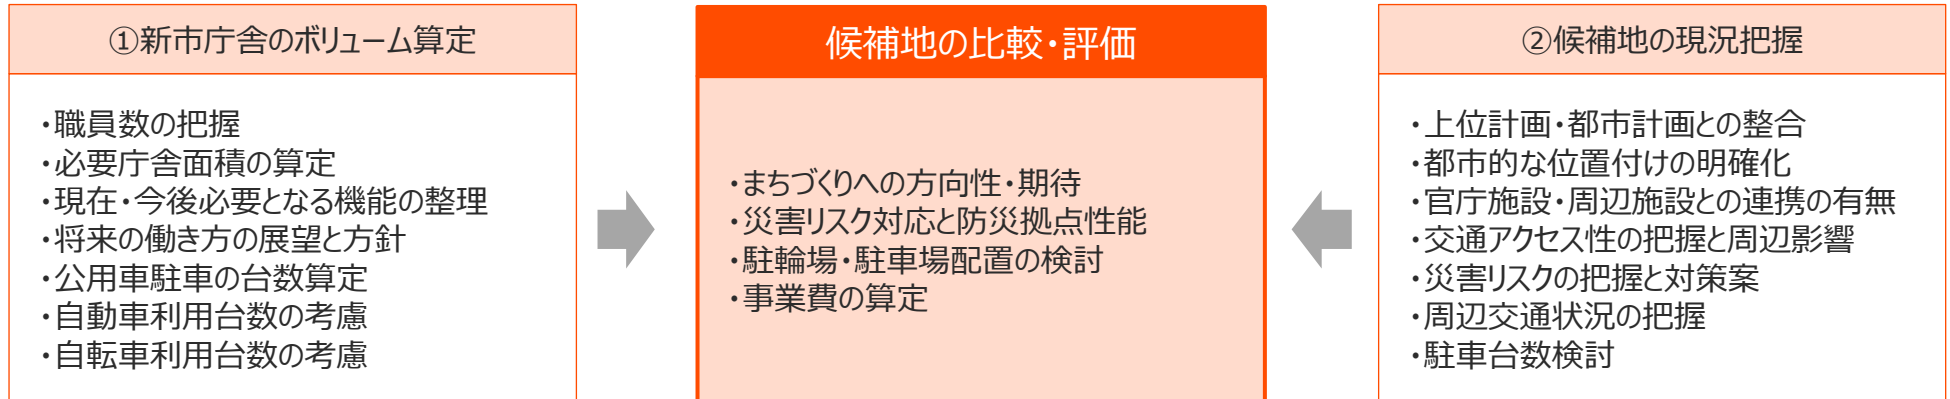 ①新市庁舎のボリューム算定
・職員数の把握
・必要庁舎面積の算定
・現在・今後必要となる機能の整理
・将来の働き方の展望と方針
・公用車駐車の台数算定
・自動車利用台数の考慮
・自転車利用台数の考慮
候補地の比較・評価
・まちづくりへの方向性・期待
・災害リスク対応と防災拠点性能
・駐輪場・駐車場配置の検討
・事業費の算定
②候補地の現況把握
・上位計画・都市計画との整合
・都市的な位置付けの明確化
・官庁施設・周辺施設との連携の有無
・交通アクセス性の把握と周辺影響
・災害リスクの把握と対策案
・周辺交通状況の把握
・駐車台数検討